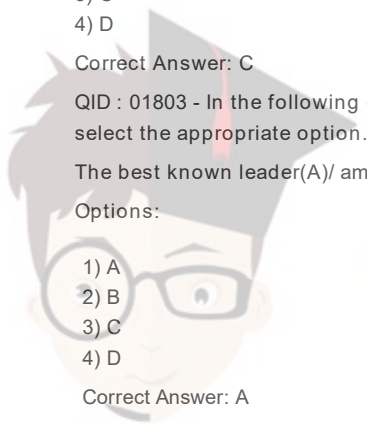 4) D
Correct Answer: C
QID : 01803 - In the following
select the appropriate option.
The best known leader(A)/ am
Options:
1) A
2) B
3) C
4) D
Correct Answer: A